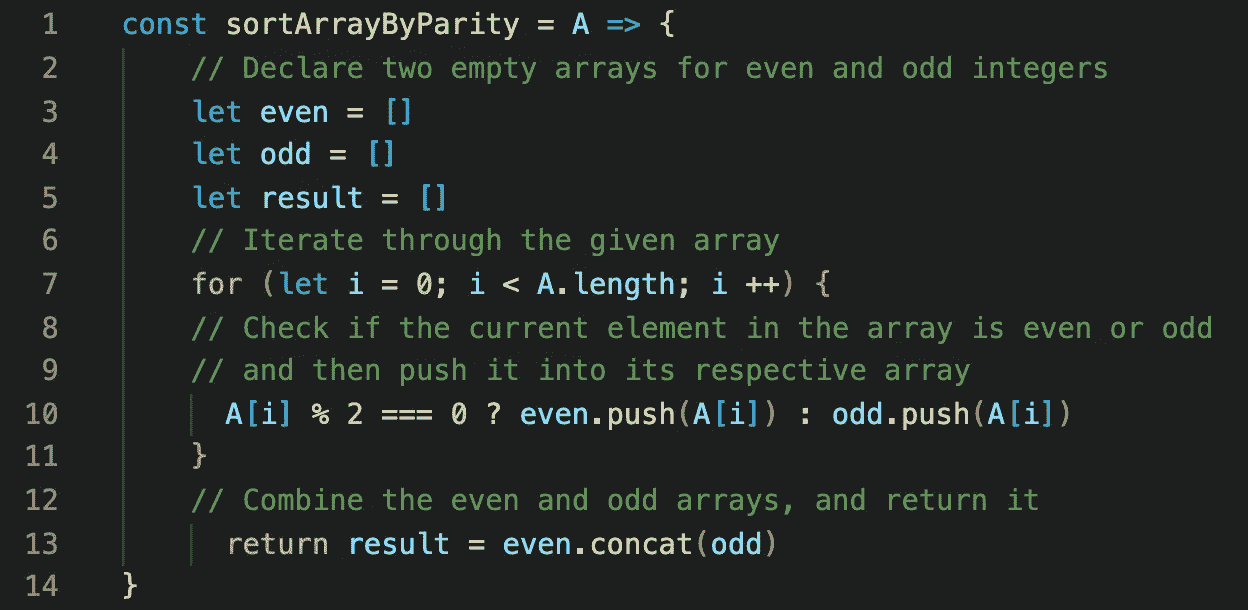 1 const sortArrayByParity = A => {
2 // Declare two empty arrays for even and odd integers
3 let even = []
4 let odd = []
5 let result = []
6 // Iterate through the given array
7 for (let i = 0; i < A.length; i ++) {
8 // Check if the current element in the array is even or odd
9 // and then push it into its respective array
10 A[i] % 2 === 0 ? even.push(A[i]) : odd.push(A[i])
11 }
12 // Combine the even and odd arrays, and return it
13 return result = even.concat(odd)
14 }